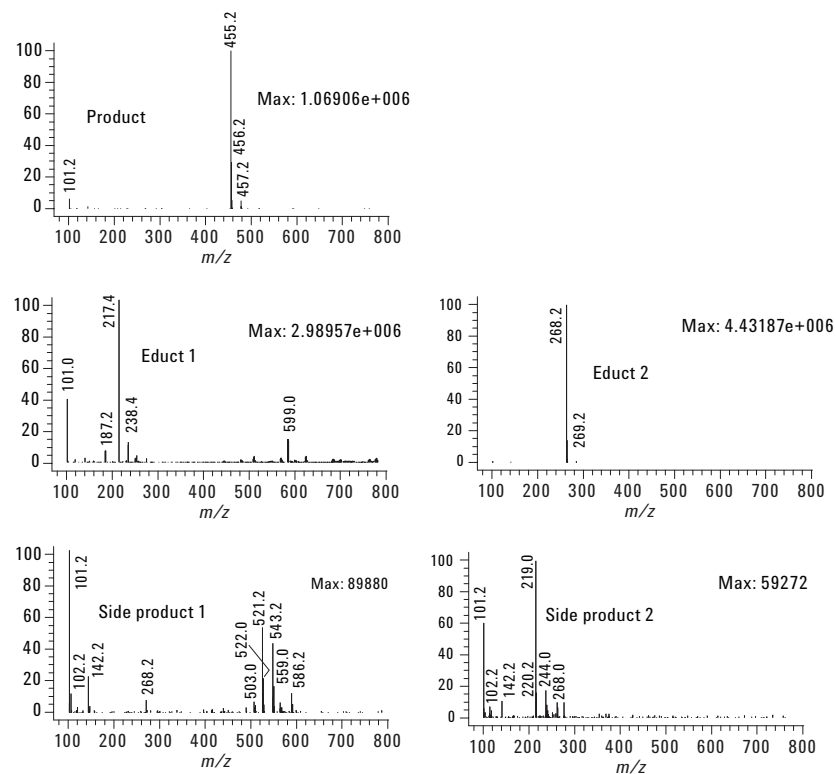 455.2
100
80
60
40
20
0
Product
Max: 1.06906e+006
101.2
456.2
457.2
100 200 300 400 500 600 700 800
m/z
217.4
100
80
60
40
20
0
Educt 1
Max: 2.98957e+006
101.0
187.2
238.4
599.0
100 200 300 400 500 600 700 800
m/z
100
80
60
40
20
0
268.2
Educt 2
Max: 4.43187e+006
269.2
100 200 300 400 500 600 700 800
m/z
100
80
60
40
20
0
101.2
Side product 1
Max: 89880
102.2
142.2
268.2
503.0
522.0
521.2
543.2
559.0
586.2
100 200 300 400 500 600 700 800
m/z
100
80
60
40
20
0
101.2
219.0
Side product 2
Max: 59272
102.2
142.2
220.2
244.0
268.0
100 200 300 400 500 600 700 800
m/z